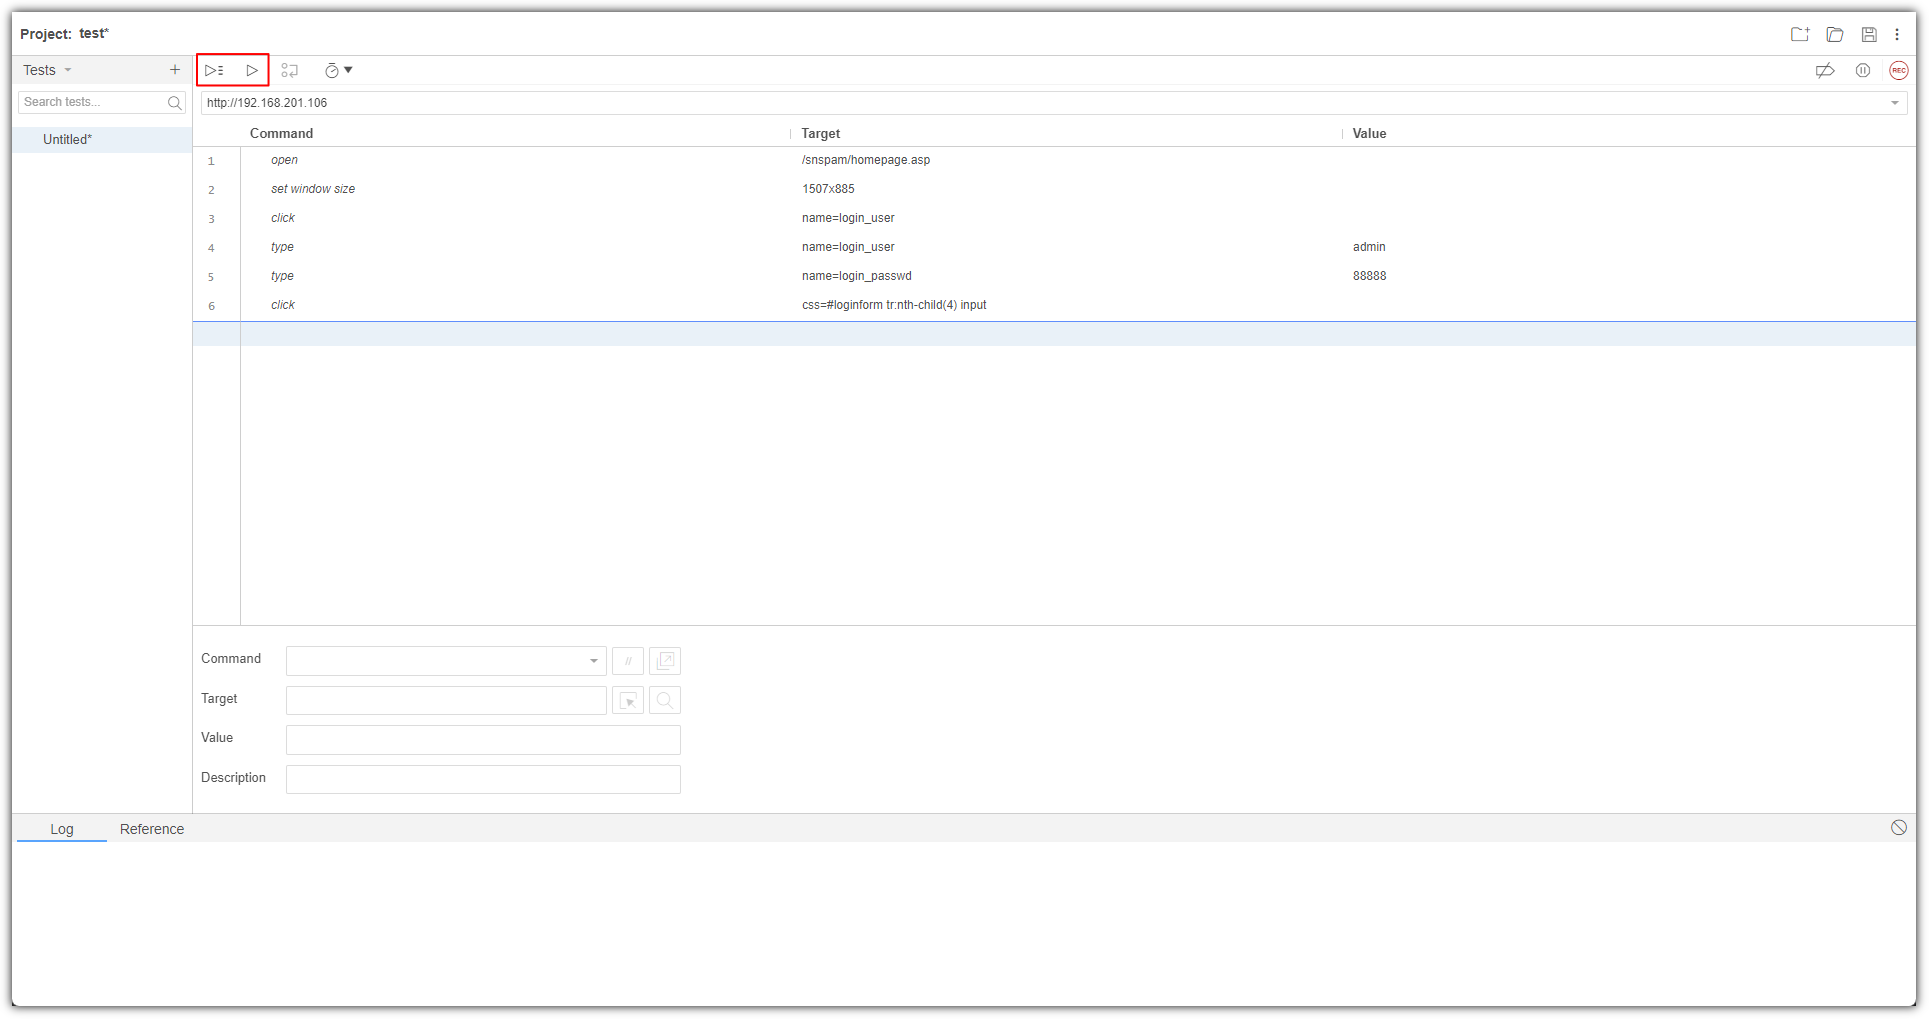 Project: test*
Tests
Search tests...
Untitled*
REC
http://192.168.201.106
Command Target Value
1 open /snspam/homepage.asp
2 set window size 1507x885
3 click name=login_user
4 type name=login_user admin
5 type name=login_passwd 88888
6 click css=#loginform tr:nth-child(4) input
Command //
Target
Value
Description
Log Reference